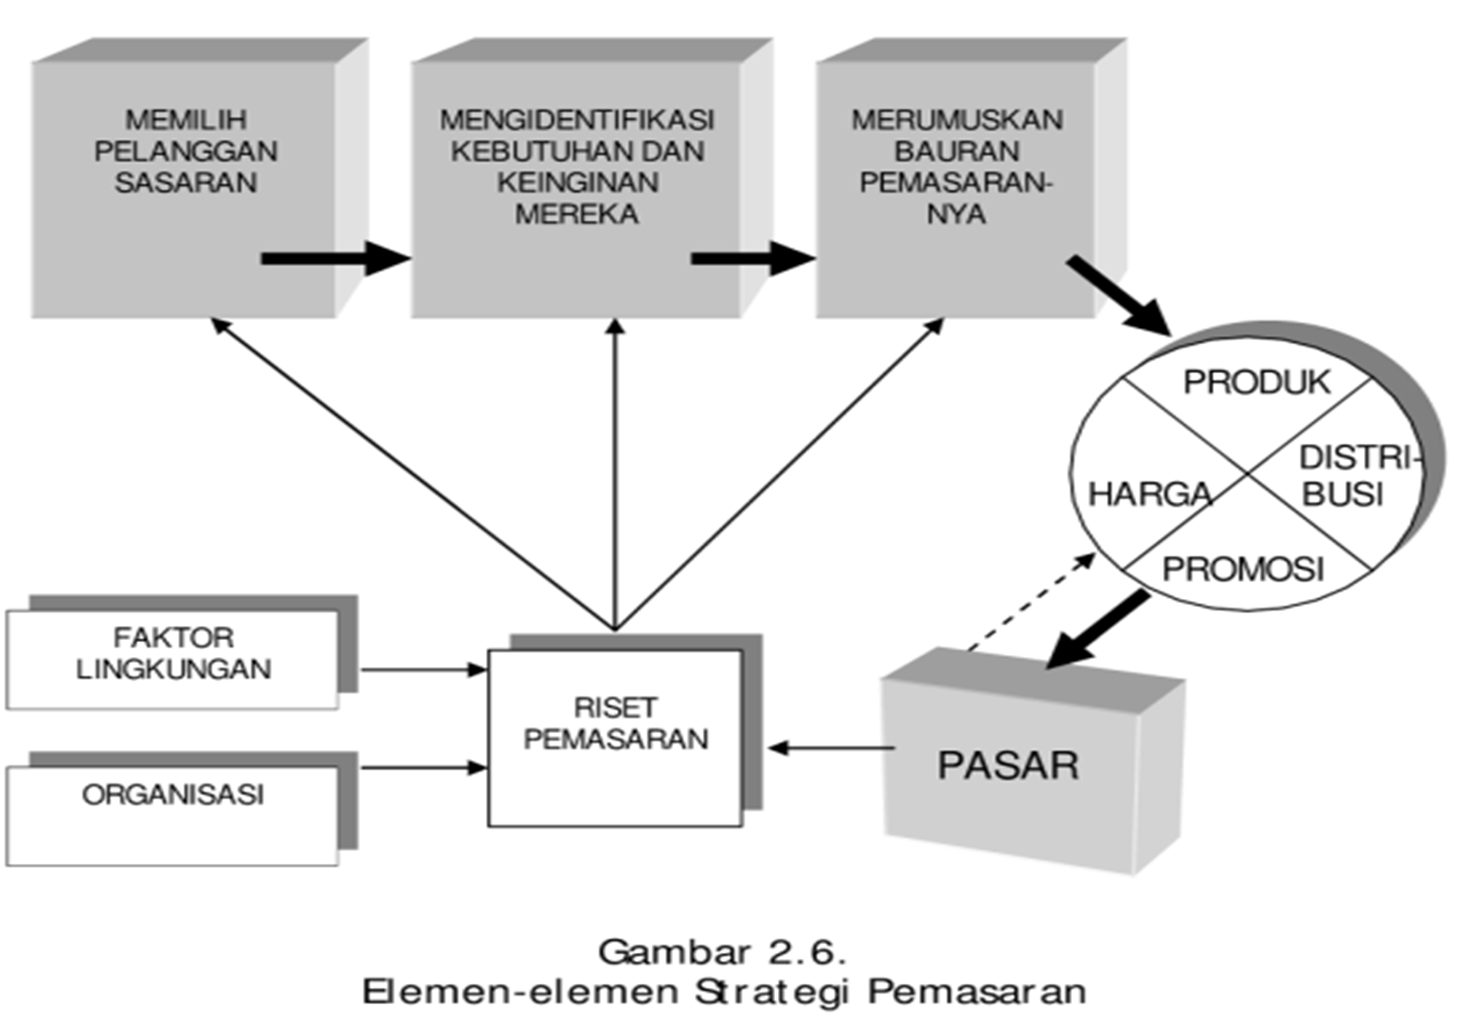 MEMILIH
PELANGGAN
SASARAN
MENGIDENTIFIKASI
KEBUTUHAN DAN
KEINGINAN
MEREKA
MERUMUSKAN
BAURAN
PEMASARAN-
NYA
PRODUK
DISTRI-
BUSI
HARGA
PROMOSI
FAKTOR
LINGKUNGAN
RISET
PEMASARAN
PASAR
ORGANISASI
Gambar 2.6.
Elemen-elemen Strategi Pemasaran